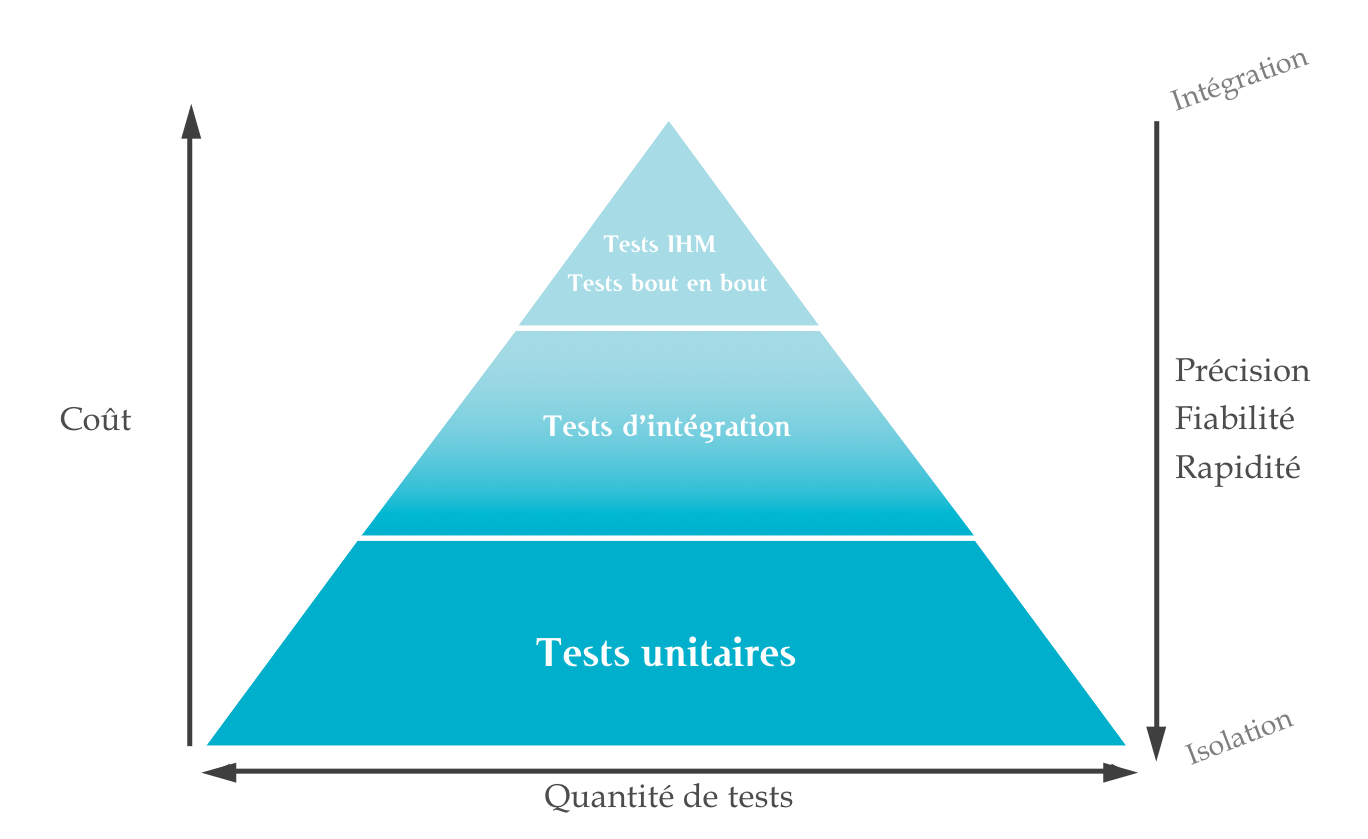 Intégration
Tests IHM
Tests bout en bout
Coût
Tests d'intégration
Précision
Fiabilité
Rapidité
Tests unitaires
Isolation
Quantité de tests